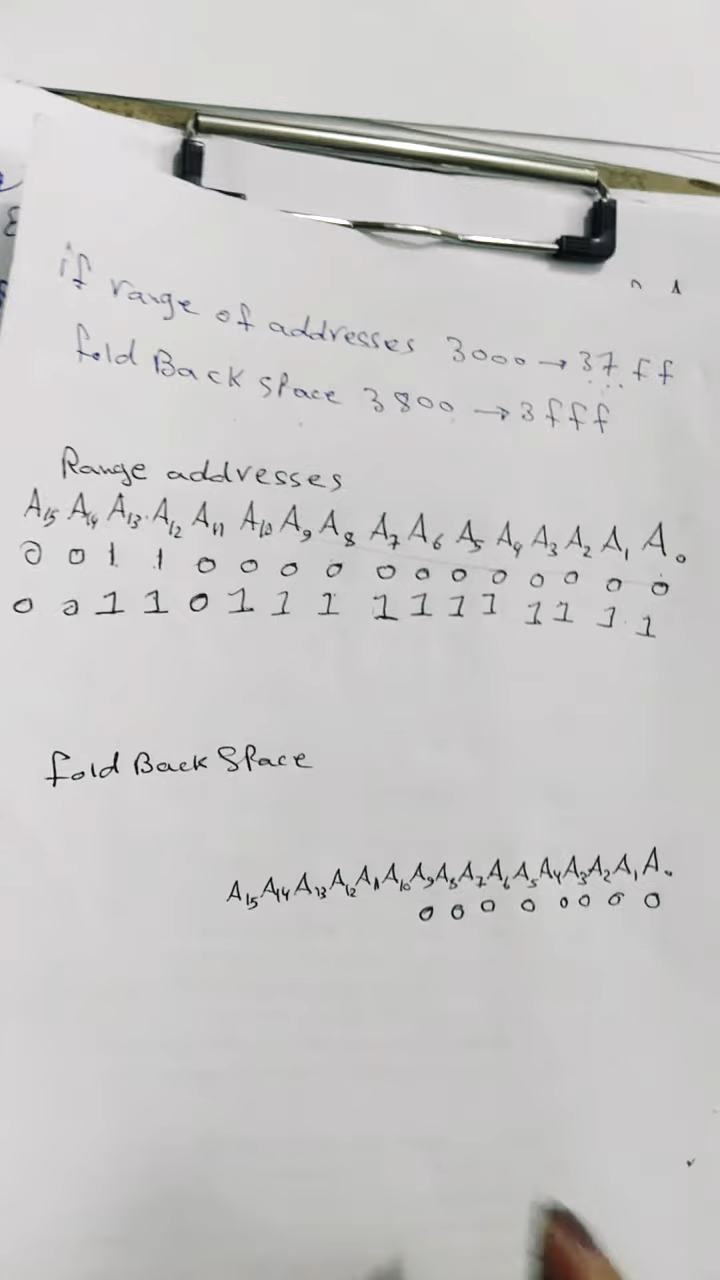 if range of addresses 3000 → 37ff
fold Back space 3800 → 3fff
Range addresses
A15 A14 A13 A12 A11 A10 A9 A8 A7 A6 A5 A4 A3 A2 A1 A0
0 0 1 1 0 0 0 0 0 0 0 0 0 0 0 0
0 0 1 1 0 1 1 1 1 1 1 1 1 1 1 1
fold Back Space
A15 A14 A13 A12 A11 A10 A9 A8 A7 A6 A5 A4 A3 A2 A1 A0
0 0 0 0 0 0 0 0